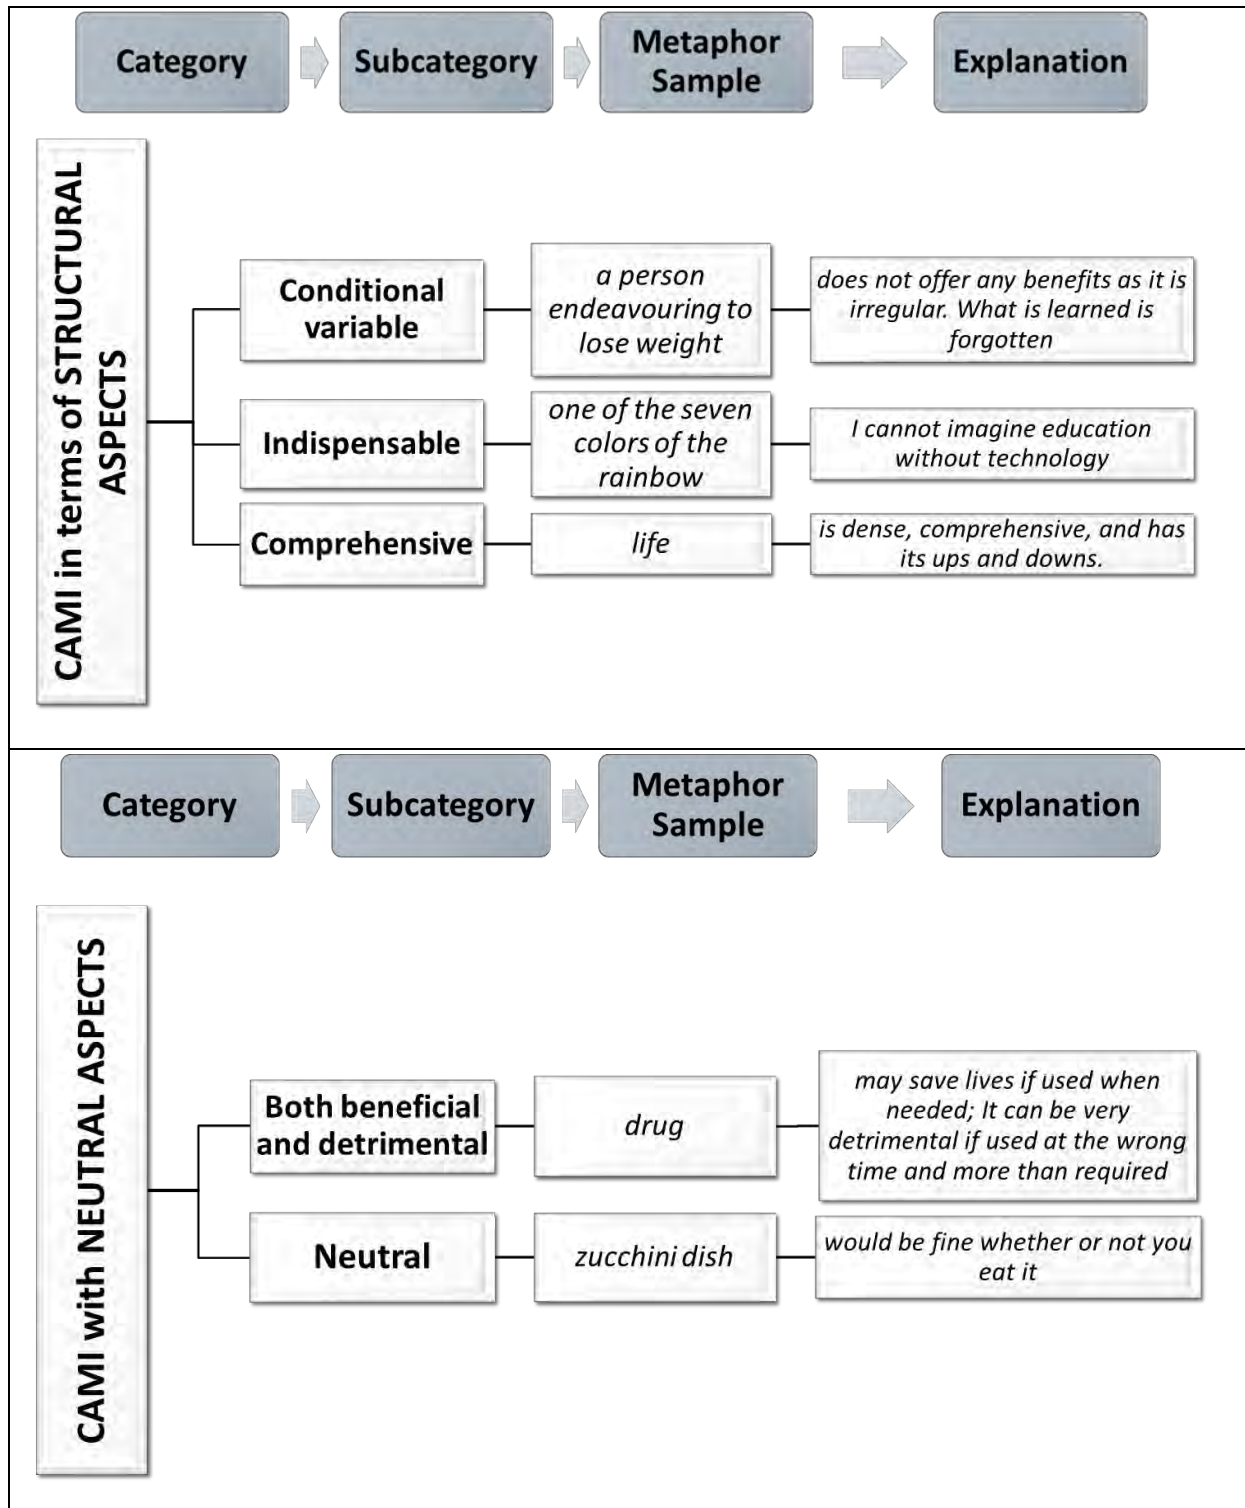 Category
Subcategory
Metaphor
Sample
Explanation
CAMI in terms of STRUCTURAL
ASPECTS
Conditional
variable
a person
endeavouring to
lose weight
does not offer any benefits as it is
irregular. What is learned is
forgotten
Indispensable
one of the seven
colors of the
rainbow
I cannot imagine education
without technology
Comprehensive
life
is dense, comprehensive, and has
its ups and downs.
Category
Subcategory
Metaphor
Sample
Explanation
CAMI with NEUTRAL ASPECTS
Both beneficial
and detrimental
drug
may save lives if used when
needed; It can be very
detrimental if used at the wrong
time and more than required
Neutral
zucchini dish
would be fine whether or not you
eat it